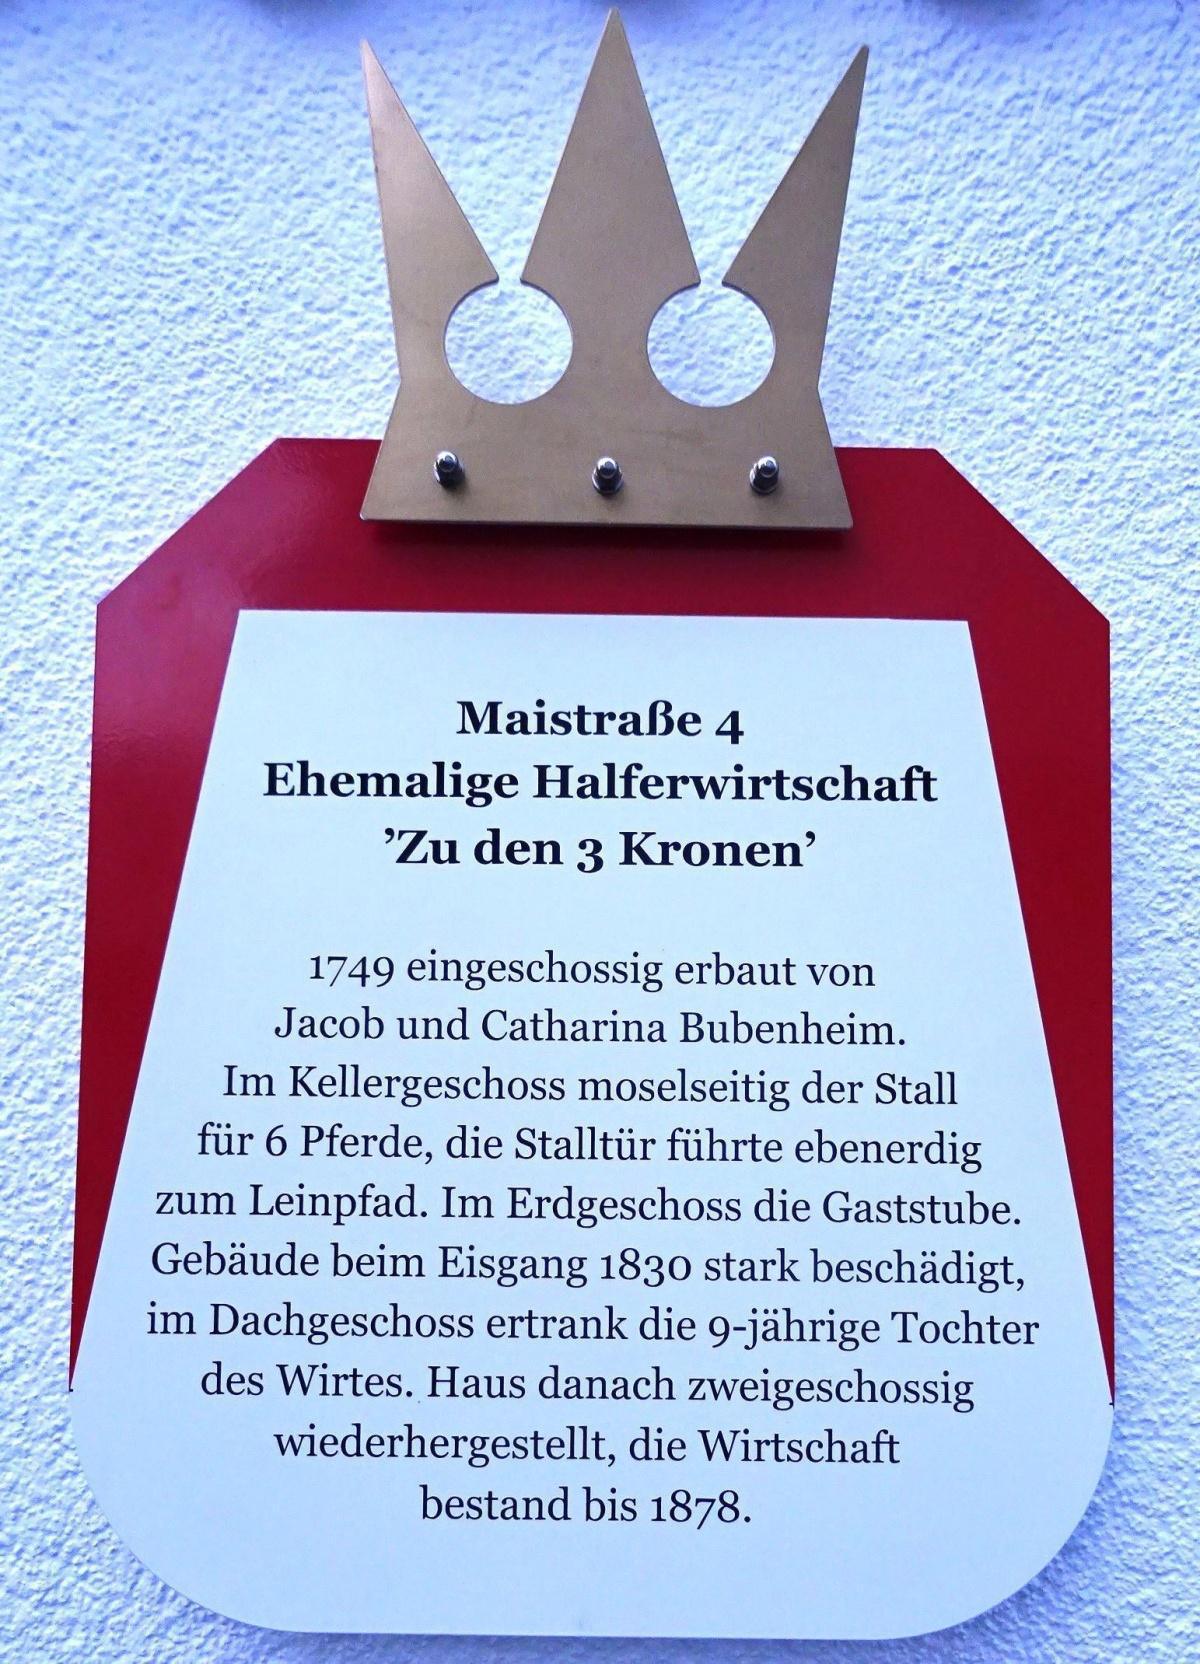 Maistraße 4
Ehemalige Halferwirtschaft
’Zu den 3 Kronen’
1749 eingeschossig erbaut von
Jacob und Catharina Bubenheim.
Im Kellergeschoss moselseitig der Stall
für 6 Pferde, die Stalltür führte ebenerdig
zum Leinpfad. Im Erdgeschoss die Gaststube.
Gebäude beim Eisgang 1830 stark beschädigt,
im Dachgeschoss ertrank die 9-jährige Tochter
des Wirtes. Haus danach zweigeschossig
wiederhergestellt, die Wirtschaft
bestand bis 1878.